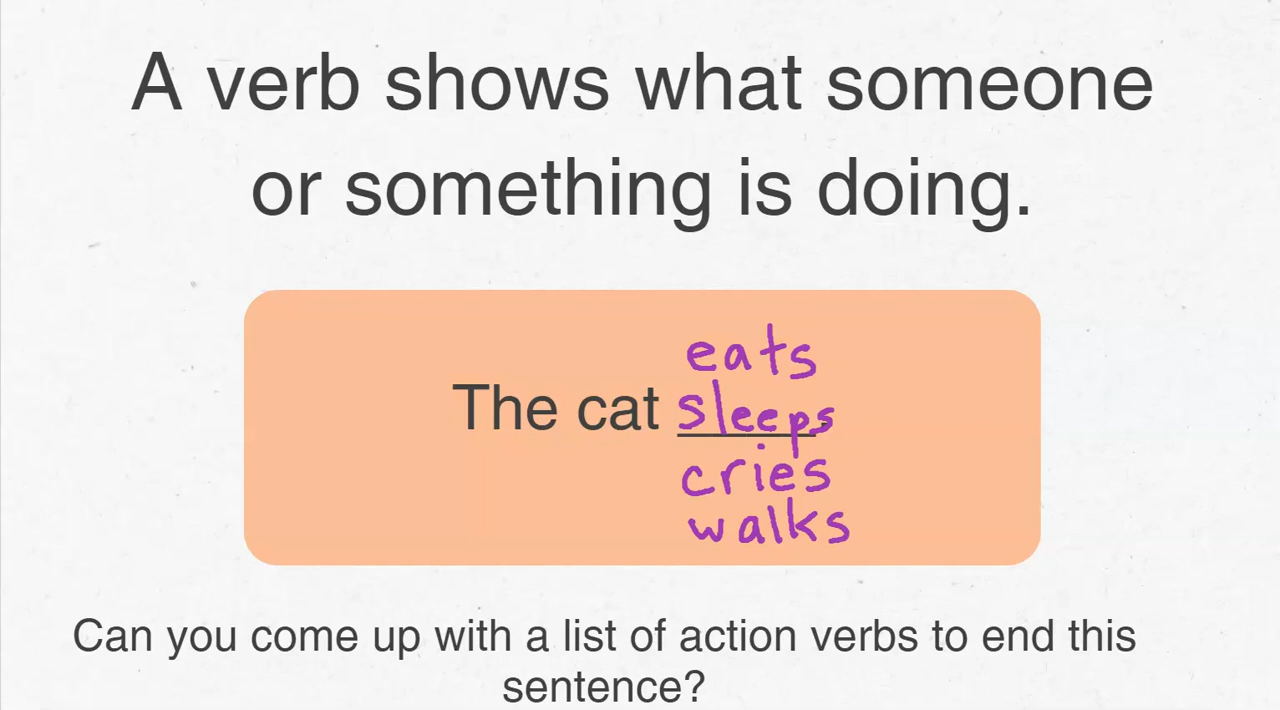 A verb shows what someone
or something is doing.
eats
The cat sleeps.
cries
walks
Can you come up with a list of action verbs to end this
sentence?